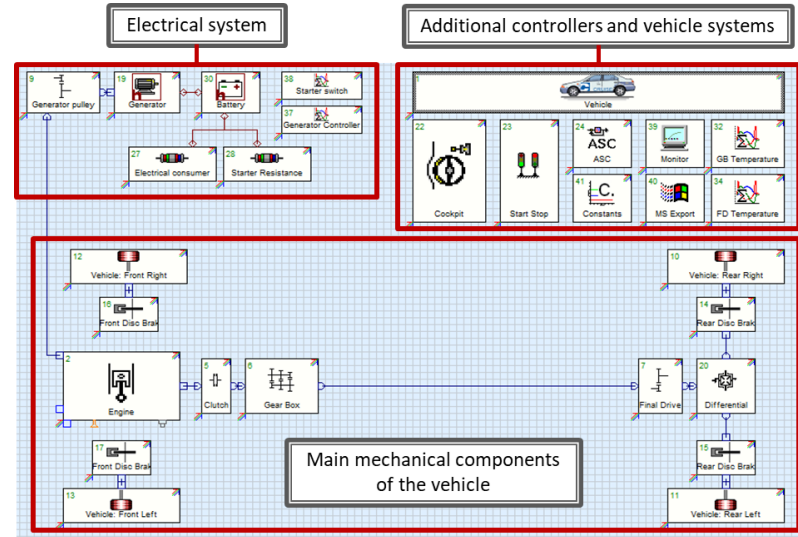 Electrical system
Additional controllers and vehicle systems
9
Generator pulley
19
Generator
30
Battery
38
Starter switch
37
Generator Controller
27
Electrical consumer
28
Starter Resistance
1
Vehicle
22
Cockpit
23
Start Stop
24
ASC
ASC
39
Monitor
32
GB Temperature
41
C.
Constants
40
MS Export
34
FD Temperature
12
Vehicle: Front Right
16
Front Disc Brak
10
Vehicle: Rear Right
14
Rear Disc Brak
2
Engine
5
Clutch
6
Gear Box
7
Final Drive
20
Differential
17
Front Disc Brak
13
Vehicle: Front Left
Main mechanical components
of the vehicle
15
Rear Disc Brak
11
Vehicle: Rear Left